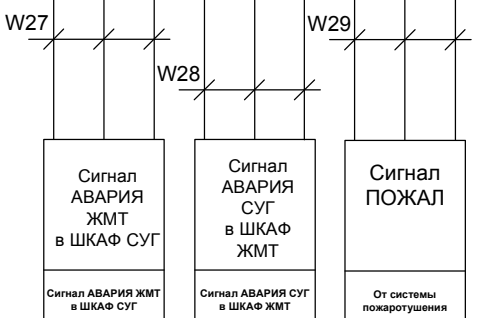 W27
W28
W29
Сигнал
АВАРИЯ
ЖМТ
в ШКАФ СУГ
Сигнал
АВАРИЯ
СУГ
в ШКАФ
ЖМТ
Сигнал
ПОЖАЛ
Сигнал АВАРИЯ ЖМТ
в ШКАФ СУГ
Сигнал АВАРИЯ СУГ
в ШКАФ ЖМТ
От системы
пожаротушения